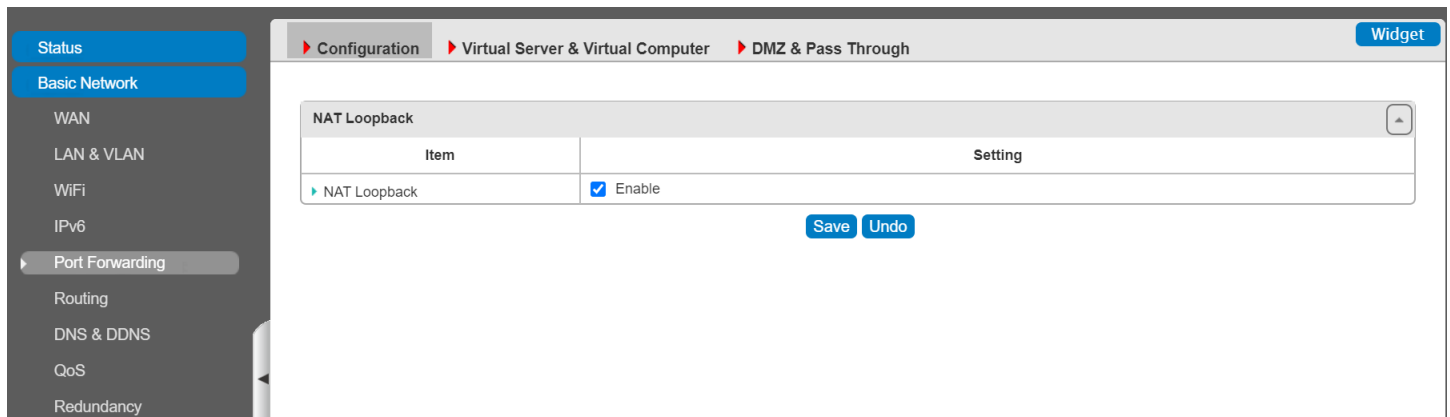 Widget
Status
Configuration Virtual Server & Virtual Computer DMZ & Pass Through
Basic Network
WAN
LAN & VLAN
WiFi
IPv6
Port Forwarding
Routing
DNS & DDNS
QoS
Redundancy
NAT Loopback
Item Setting
NAT Loopback Enable
Save Undo